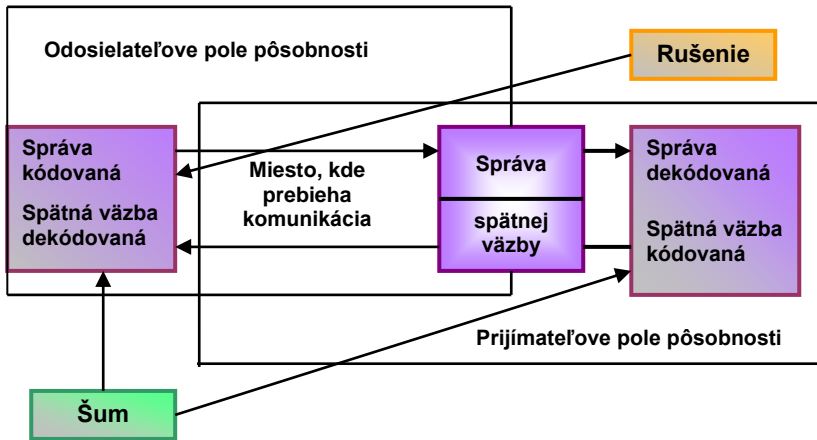 Odosielateľove pole pôsobnosti
Rušenie
Správa
kódovaná
Spätná väzba
dekódovaná
Miesto, kde
prebieha
komunikácia
Správa
spätnej
väzby
Správa
dekódovaná
Spätná väzba
kódovaná
Prijímateľove pole pôsobnosti
Šum